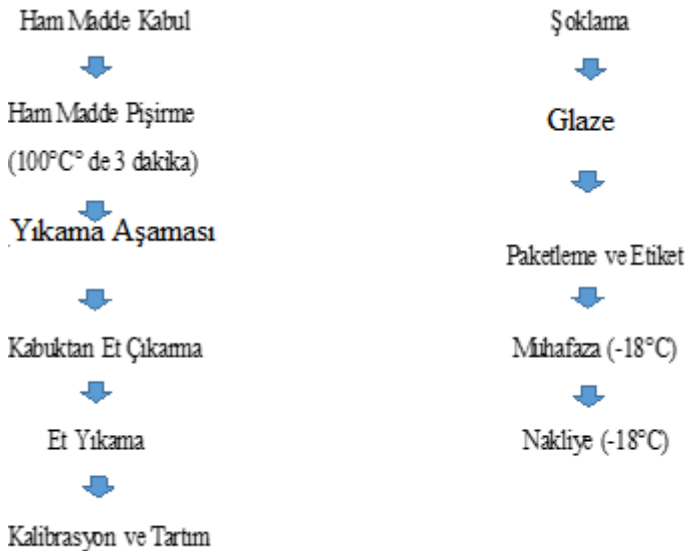 Ham Madde Kabul
Ham Madde Pişirme
(100°C° de 3 dakika)
Yıkama Aşaması
Kabuktan Et Çıkarma
Et Yıkama
Kalibrasyon ve Tartım
Şoklama
Glaze
Paketleme ve Etiket
Muhafaza (-18°C)
Nakliye (-18°C)